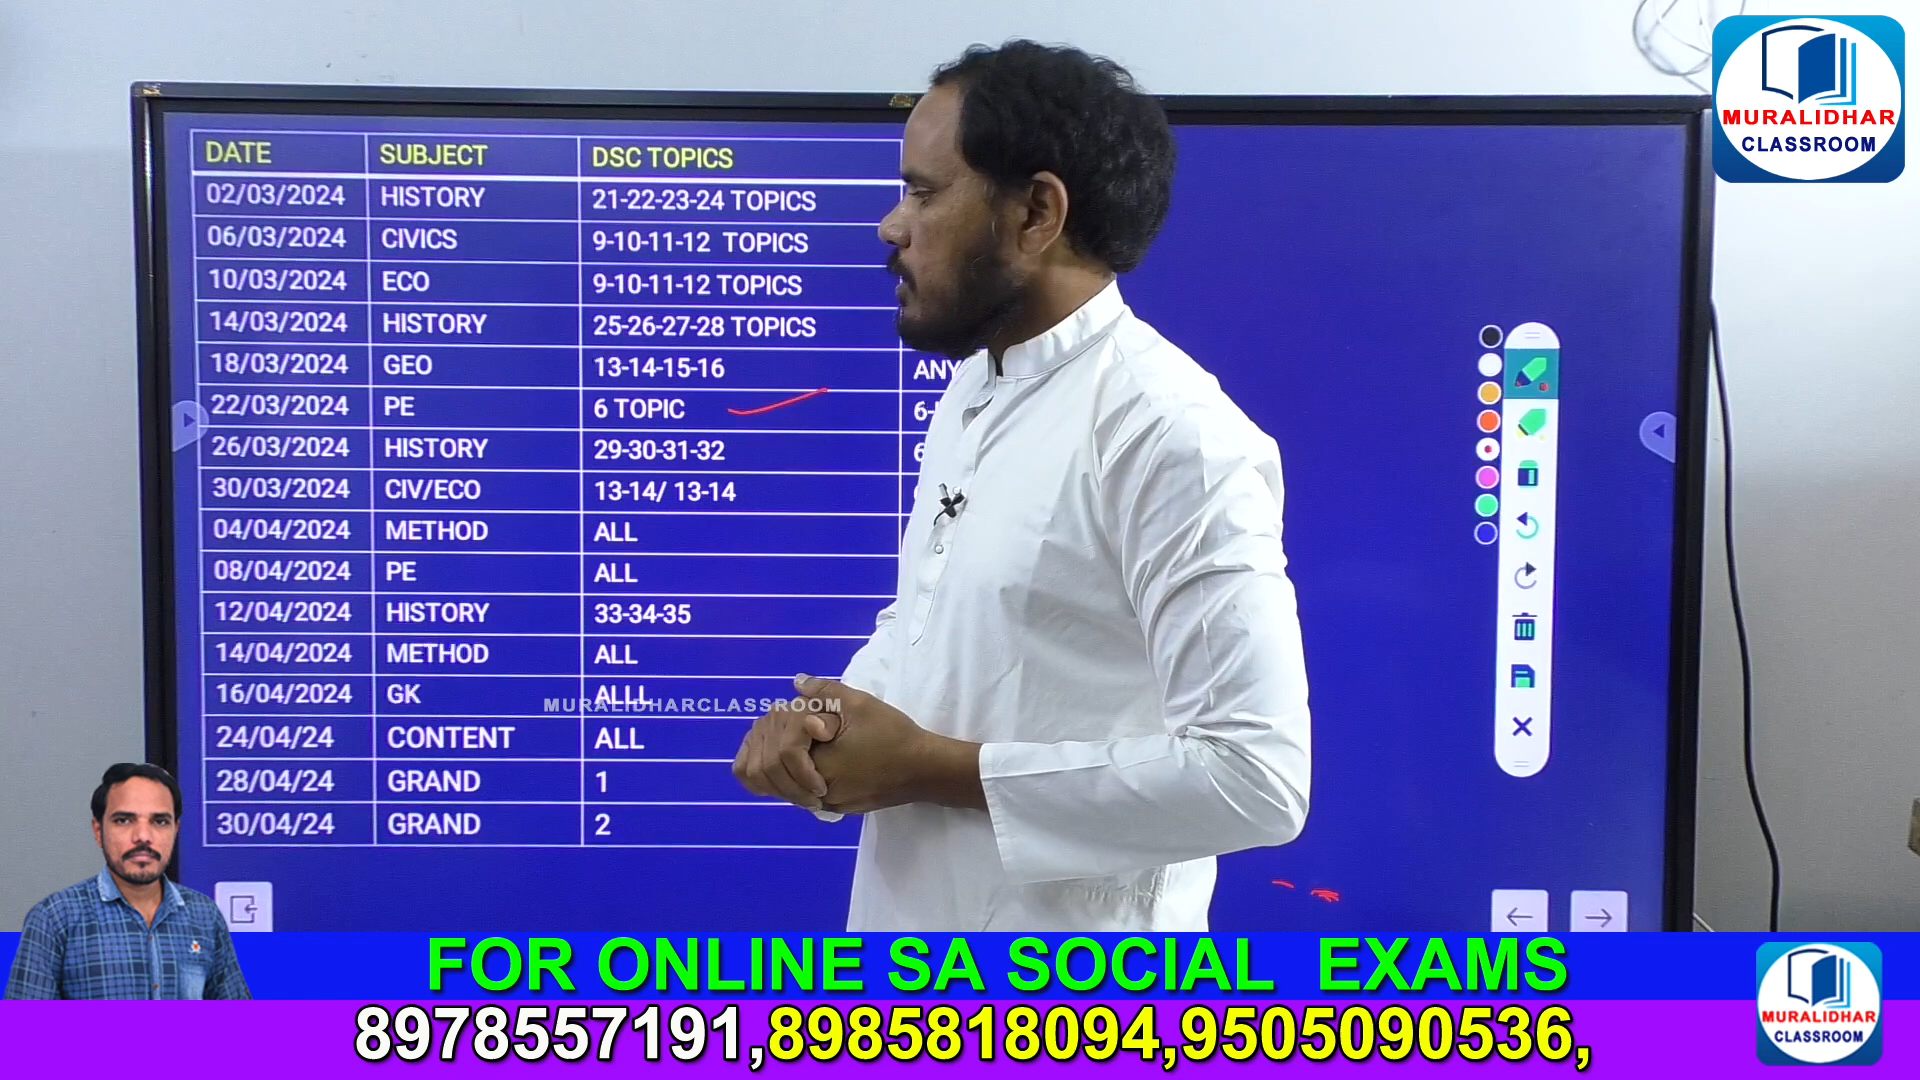 MURALIDHAR
CLASSROOM
DATE SUBJECT DSC TOPICS
02/03/2024 HISTORY 21-22-23-24 TOPICS
06/03/2024 CIVICS 9-10-11-12 TOPICS
10/03/2024 ECO 9-10-11-12 TOPICS
14/03/2024 HISTORY 25-26-27-28 TOPICS
18/03/2024 GEO 13-14-15-16 ANY
22/03/2024 PE 6 TOPIC 6-
26/03/2024 HISTORY 29-30-31-32 6
30/03/2024 CIV/ECO 13-14/ 13-14
04/04/2024 METHOD ALL
08/04/2024 PE ALL
12/04/2024 HISTORY 33-34-35
14/04/2024 METHOD ALL
16/04/2024 GK ALLL
MURALIDHARCLASSROOM
24/04/24 CONTENT ALL
28/04/24 GRAND 1
30/04/24 GRAND 2
FOR ONLINE SA SOCIAL EXAMS
8978557191,8985818094,9505090536,
MURALIDHAR
CLASSROOM